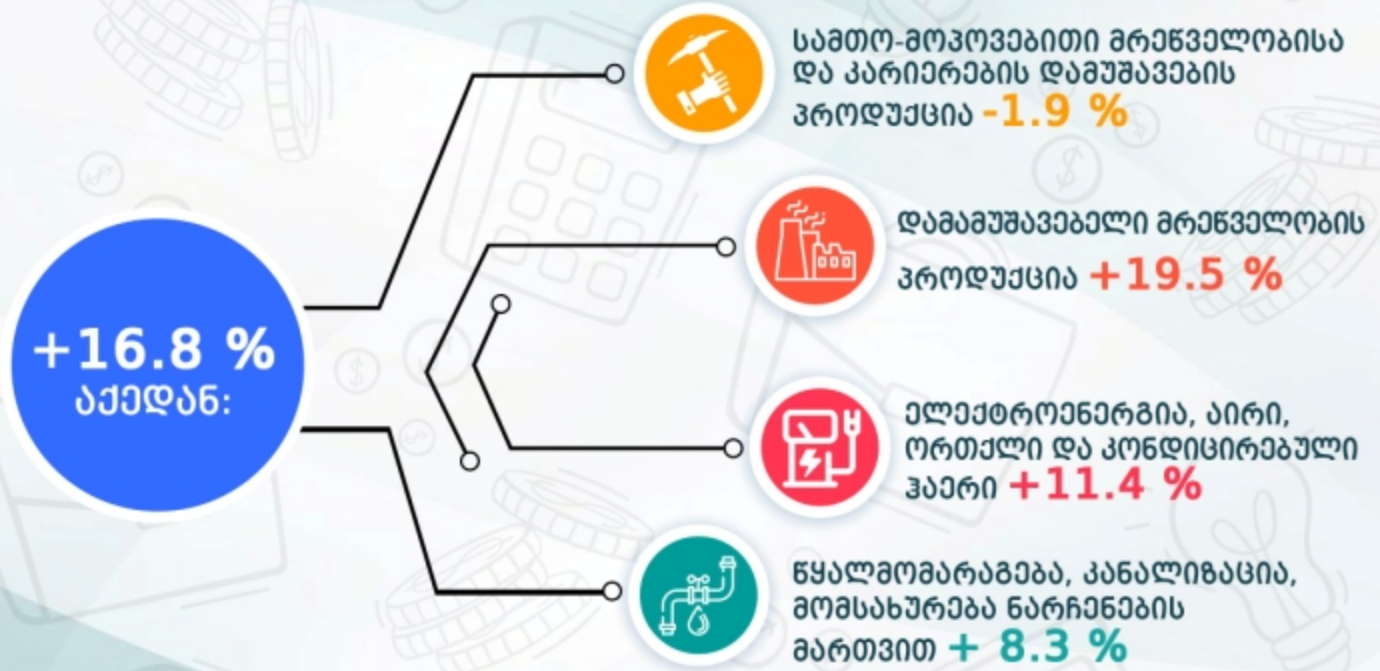 +16.8 %
აქედან:
სამთო-მოპოვებითი მრეწველობისა
და კარიერების დამუშავების
პროდუქცია -1.9 %
დამამუშავებელი მრეწველობის
პროდუქცია +19.5 %
ელექტროენერგია, აირი,
ორთქლი და კონდიცირებული
ჰაერი +11.4 %
წყალმომარაგება, კანალიზაცია,
მომსახურება ნარჩენების
მართვით + 8.3 %